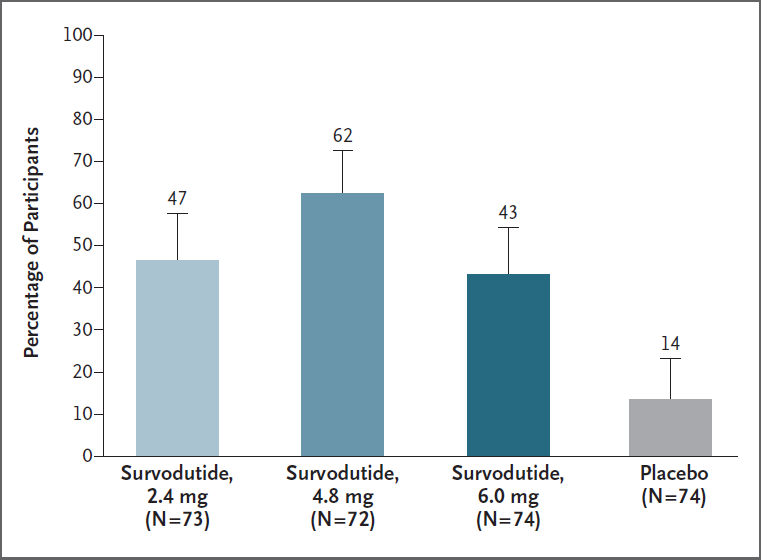 Percentage of Participants
100
90
80
70
60
50
40
30
20
10
0
47
62
43
14
Survodutide,
2.4 mg
(N=73)
Survodutide,
4.8 mg
(N=72)
Survodutide,
6.0 mg
(N=74)
Placebo
(N=74)